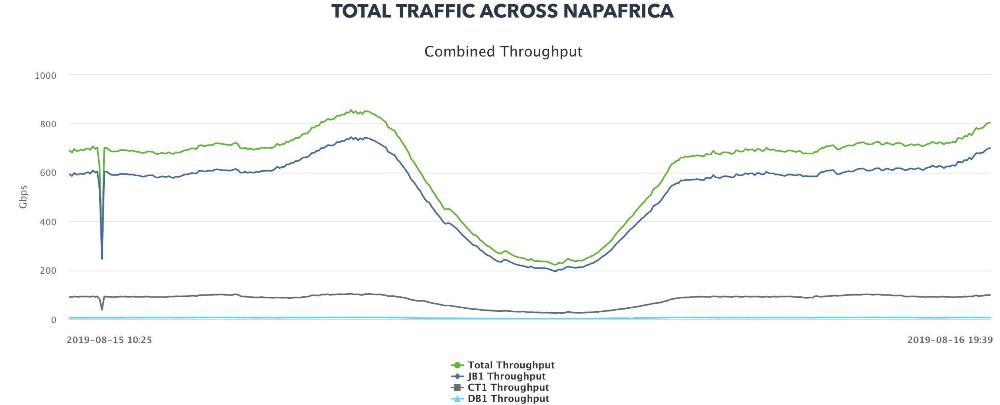 TOTAL TRAFFIC ACROSS NAPAFRICA
Combined Throughput
1000
800
600
400
200
0
Gbps
2019-08-15 10:25
2019-08-16 19:39
Total Throughput
JB1 Throughput
CT1 Throughput
DB1 Throughput